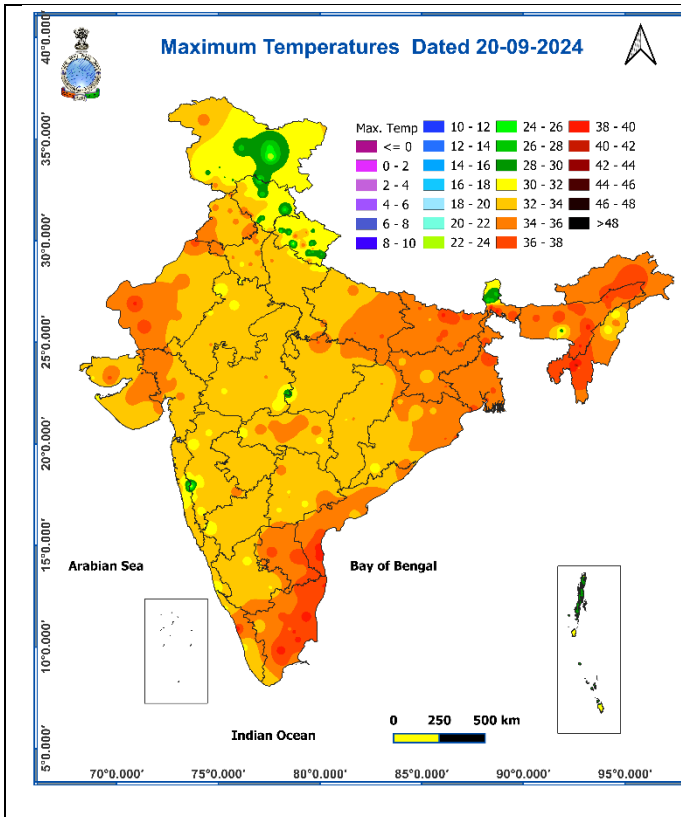 Maximum Temperatures Dated 20-09-2024
Max. Temp
<= 0
0 - 2
2 - 4
4 - 6
6 - 8
8 - 10
10 - 12
12 - 14
14 - 16
16 - 18
18 - 20
20 - 22
22 - 24
24 - 26
26 - 28
28 - 30
30 - 32
32 - 34
34 - 36
36 - 38
38 - 40
40 - 42
42 - 44
44 - 46
46 - 48
>48
40°0.000'
35°0.000'
30°0.000'
25°0.000'
20°0.000'
15°0.000'
10°0.000'
5°0.000'
Arabian Sea
Bay of Bengal
Indian Ocean
0 250 500 km
70°0.000' 75°0.000' 80°0.000' 85°0.000' 90°0.000' 95°0.000'